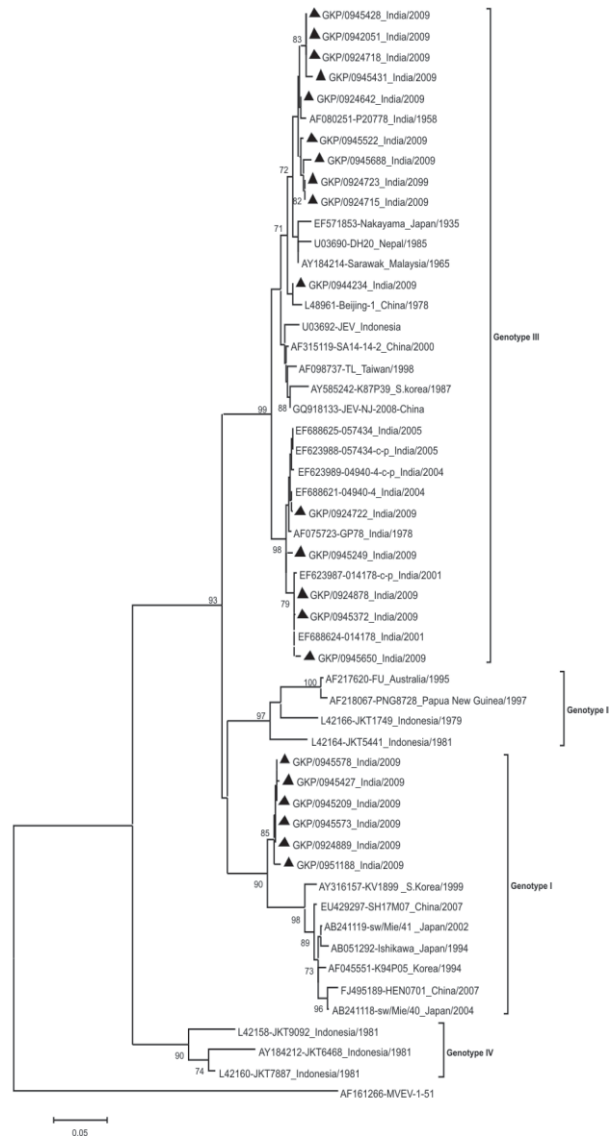 GKP/0945428_India/2009
83
GKP/0942051_India/2009
GKP/0924718_India/2009
GKP/0945431_India/2009
GKP/0924642_India/2009
AF080251-P20778_India/1958
GKP/0945522_India/2009
GKP/0945688_India/2009
72
GKP/0924723_India/2099
GKP/0924715_India/2009
82
EF571853-Nakayama_Japan/1935
71
U03690-DH20_Nepal/1985
AY184214-Sarawak_Malaysia/1965
GKP/0944234_India/2009
L48961-Beijing-1_China/1978
U03692-JEV_Indonesia
Genotype III
AF315119-SA14-14-2_China/2000
AF098737-TL_Taiwan/1998
AY585242-K87P39_S.korea/1987
99
88
GQ918133-JEV-NJ-2008-China
EF688625-057434_India/2005
EF623988-057434-c-p_India/2005
EF623989-04940-4-c-p_India/2004
EF688621-04940-4_India/2004
GKP/0924722_India/2009
AF075723-GP78_India/1978
98
GKP/0945249_India/2009
EF623987-014178-c-p_India/2001
GKP/0924878_India/2009
79
93
GKP/0945372_India/2009
EF688624-014178_India/2001
GKP/0945650_India/2009
100
AF217620-FU_Australia/1995
AF218067-PNG8728_Papua New Guinea/1997
97
L42166-JKT1749_Indonesia/1979
Genotype II
L42164-JKT5441_Indonesia/1981
GKP/0945578_India/2009
GKP/0945427_India/2009
GKP/0945209_India/2009
GKP/0945573_India/2009
85
GKP/0924889_India/2009
GKP/0951188_India/2009
90
AY316157-KV1899_S.Korea/1999
Genotype I
EU429297-SH17M07_China/2007
98
AB241119-sw/Mie/41_Japan/2002
89
AB051292-Ishikawa_Japan/1994
AF045551-K94P05_Korea/1994
73
FJ495189-HEN0701_China/2007
96
AB241118-sw/Mie/40_Japan/2004
L42158-JKT9092_Indonesia/1981
90
AY184212-JKT6468_Indonesia/1981
Genotype IV
74
L42160-JKT7887_Indonesia/1981
AF161266-MVEV-1-51
0.05